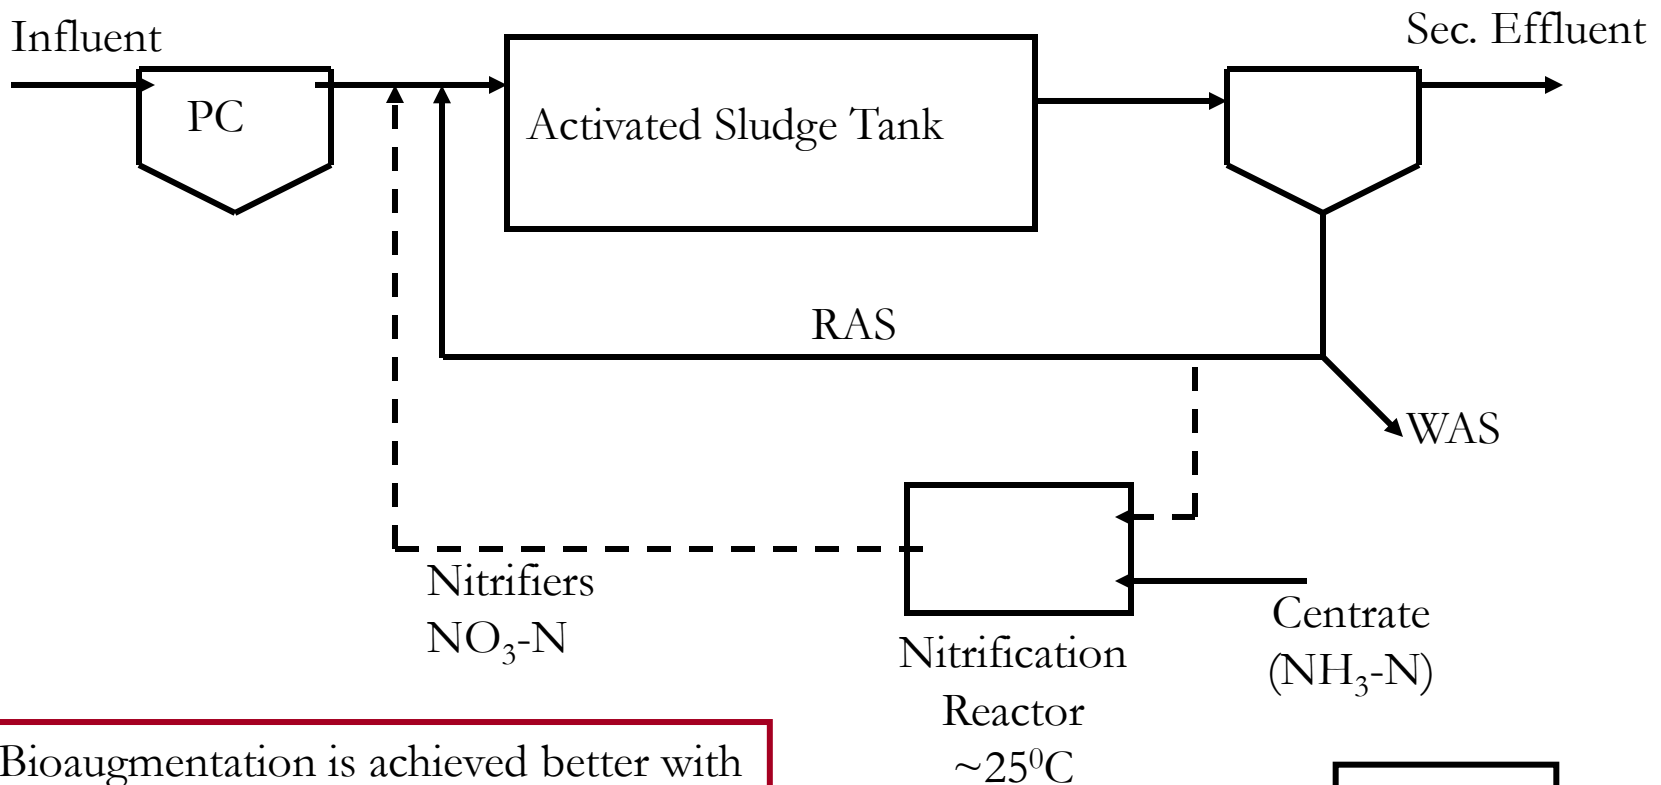 Influent
Sec. Effluent
PC
Activated Sludge Tank
RAS
WAS
Nitrifiers
NO₃-N
Centrate
(NH₃-N)
Nitrification
Reactor
~25⁰C
Bioaugmentation is achieved better with